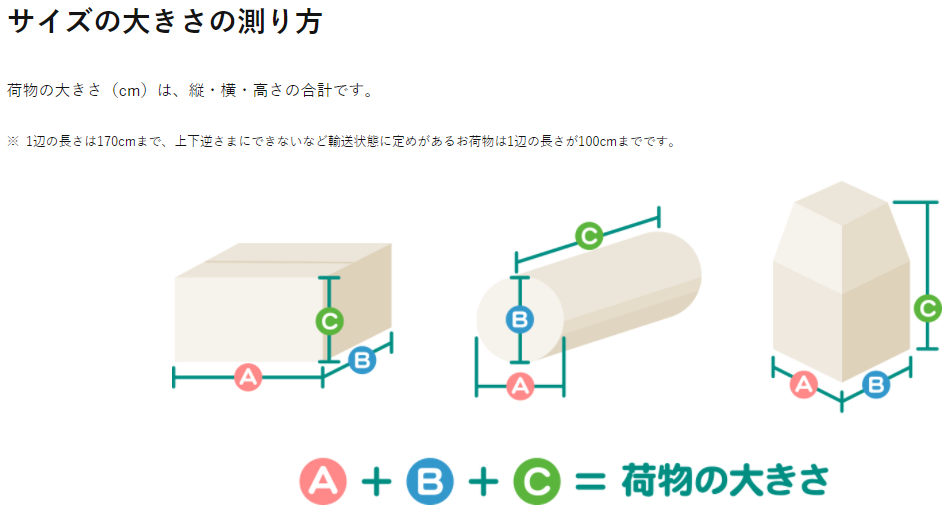 サイズの大きさの測り方
荷物の大きさ（cm）は、縦・横・高さの合計です。
※ 1辺の長さは170cmまで、上下逆さまにできないなど輸送状態に定めがあるお荷物は1辺の長さが100cmまでです。
C
B
A
C
B
A
C
A
B
A + B + C = 荷物の大きさ